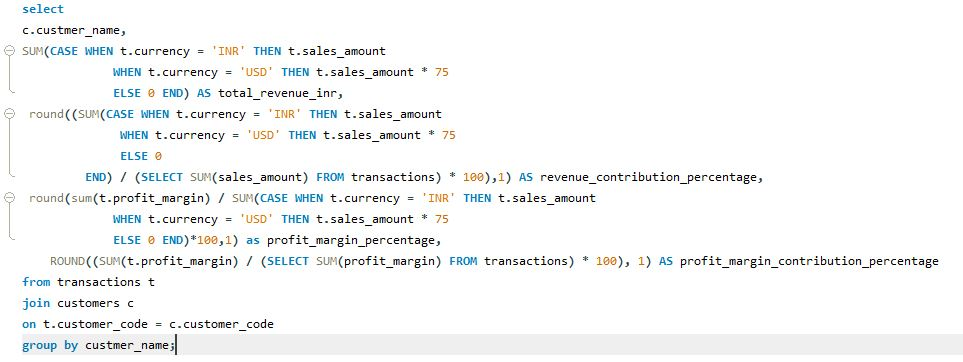 select
c.custmer_name,
SUM(CASE WHEN t.currency = 'INR' THEN t.sales_amount
WHEN t.currency = 'USD' THEN t.sales_amount * 75
ELSE 0 END) AS total_revenue_inr,
round((SUM(CASE WHEN t.currency = 'INR' THEN t.sales_amount
WHEN t.currency = 'USD' THEN t.sales_amount * 75
ELSE 0
END) / (SELECT SUM(sales_amount) FROM transactions) * 100),1) AS revenue_contribution_percentage,
round(sum(t.profit_margin) / SUM(CASE WHEN t.currency = 'INR' THEN t.sales_amount
WHEN t.currency = 'USD' THEN t.sales_amount * 75
ELSE 0 END)*100,1) as profit_margin_percentage,
ROUND((SUM(t.profit_margin) / (SELECT SUM(profit_margin) FROM transactions) * 100), 1) AS profit_margin_contribution_percentage
from transactions t
join customers c
on t.customer_code = c.customer_code
group by custmer_name;